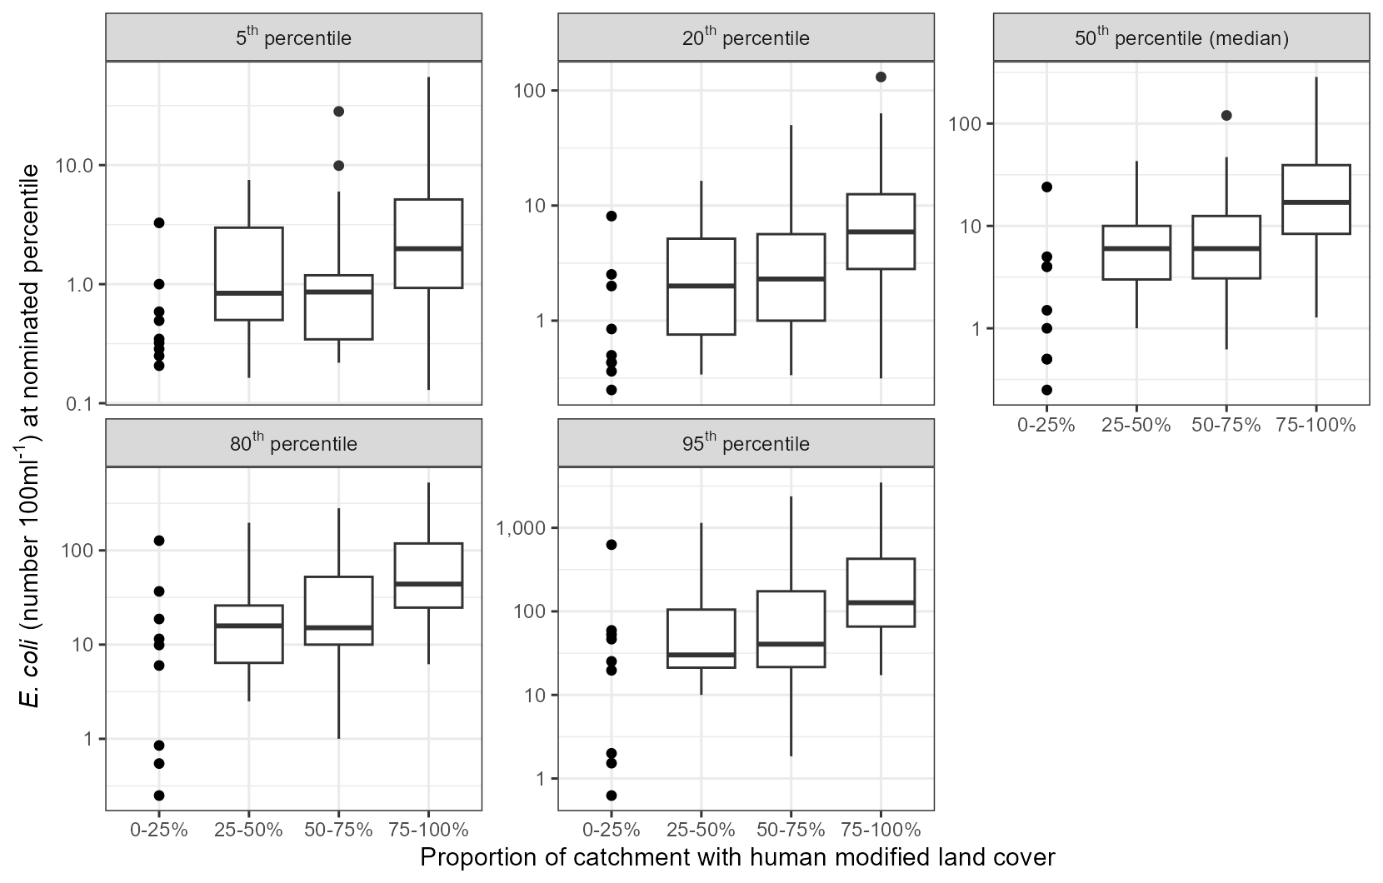 5th percentile
20th percentile
50th percentile (median)
E. coli (number 100ml-1) at nominated percentile
10.0
1.0
0.1
100
10
1
100
10
1
0-25% 25-50% 50-75% 75-100%
80th percentile
95th percentile
100
10
1
1,000
100
10
1
0-25% 25-50% 50-75% 75-100%
0-25% 25-50% 50-75% 75-100%
Proportion of catchment with human modified land cover